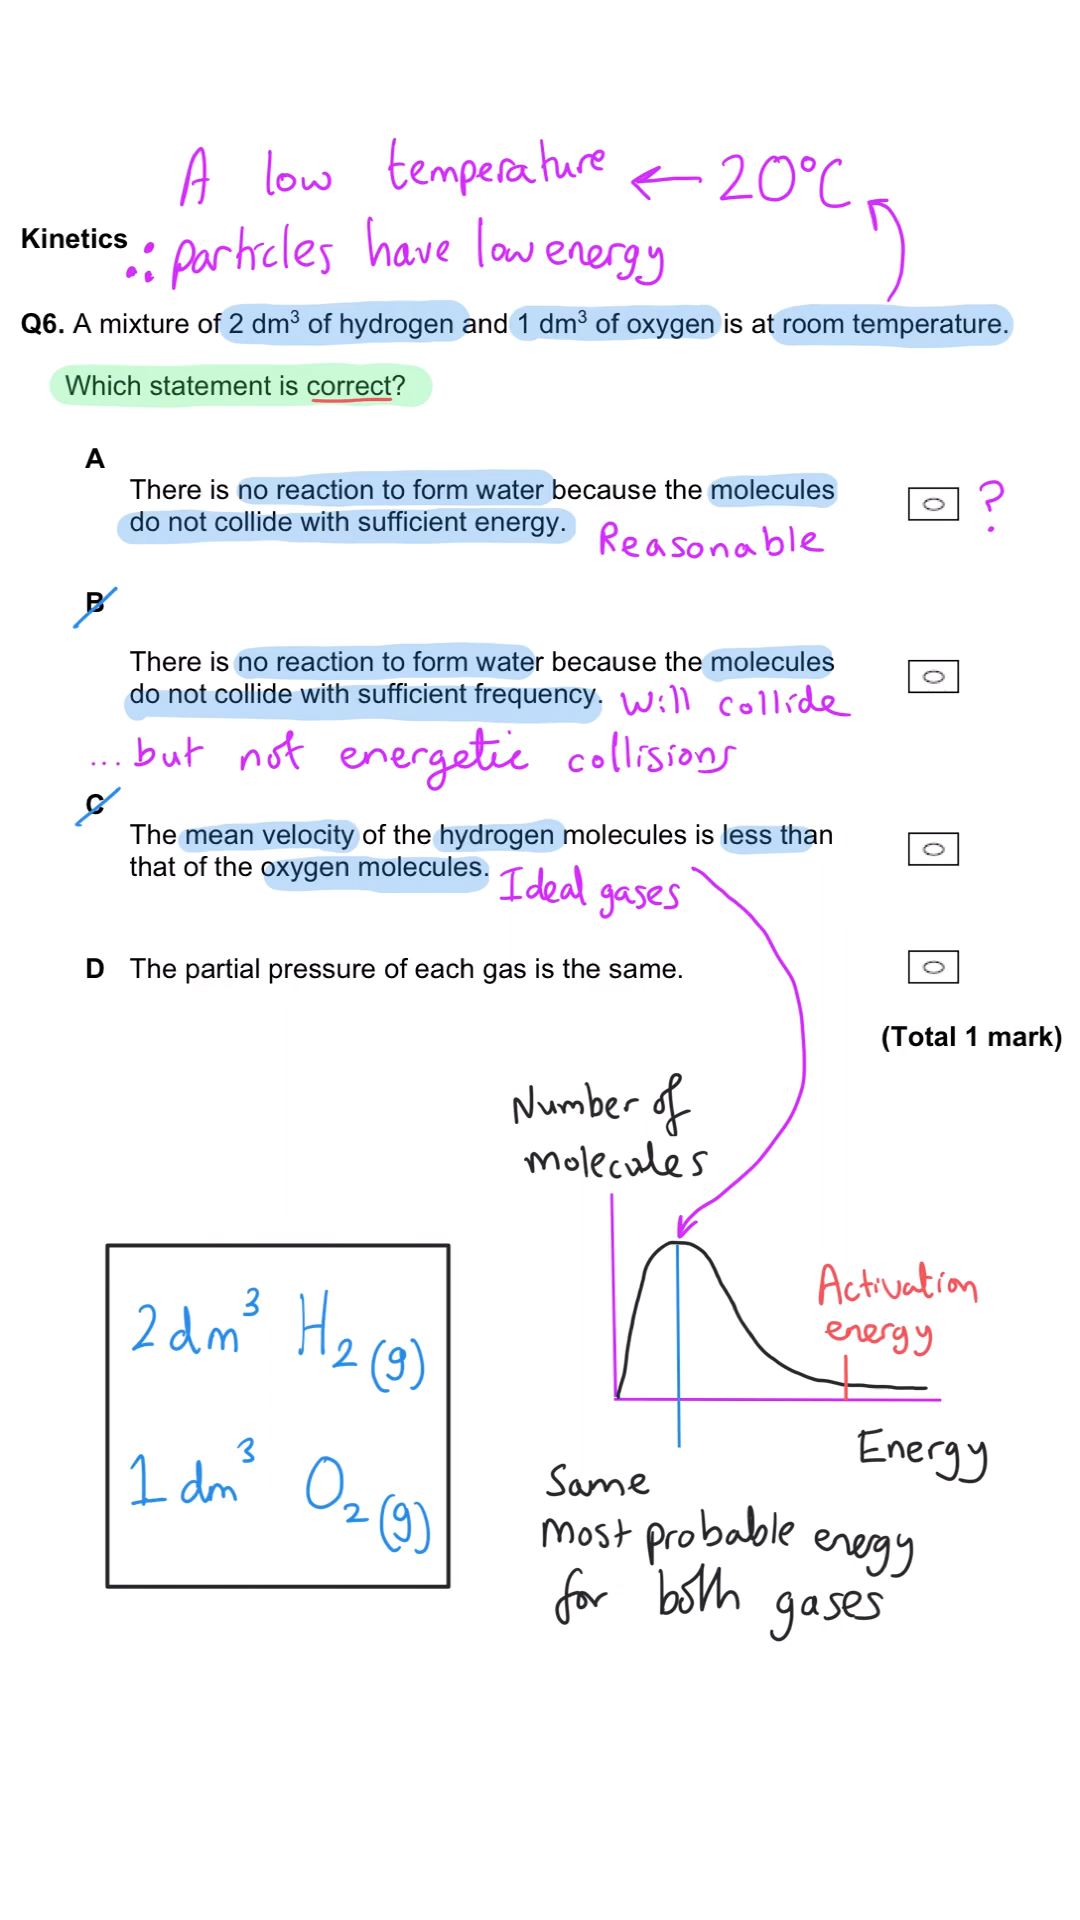 A low temperature ← 20°C
Kinetics
∴ particles have low energy
Q6. A mixture of 2 dm³ of hydrogen and 1 dm³ of oxygen is at room temperature.
Which statement is correct?
A
There is no reaction to form water because the molecules
do not collide with sufficient energy.
?
Reasonable
B
There is no reaction to form water because the molecules
do not collide with sufficient frequency. Will collide
...but not energetic collisions
C
The mean velocity of the hydrogen molecules is less than
that of the oxygen molecules. Ideal gases
D The partial pressure of each gas is the same.
(Total 1 mark)
Number of
molecules
2dm³ H₂(g)
1dm³ O₂(g)
Activation
energy
Energy
Same
most probable energy
for both gases